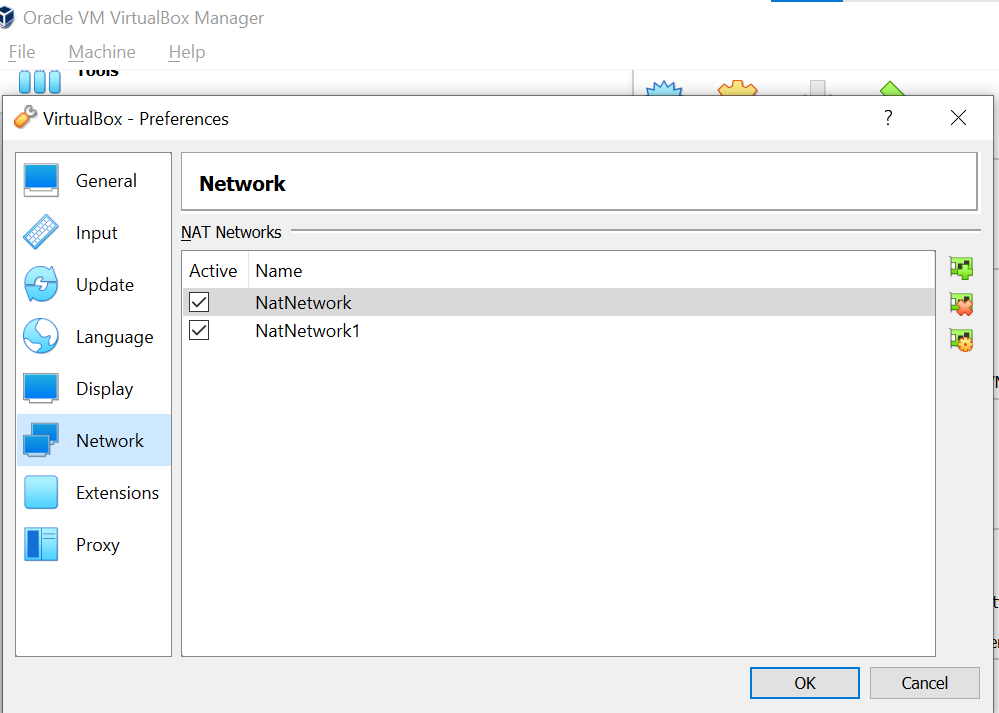 Oracle VM VirtualBox Manager
File Machine Help
Tools
VirtualBox - Preferences ?
General
Input
Update
Language
Display
Network
Extensions
Proxy
Network
NAT Networks
Active Name
NatNetwork
NatNetwork1
OK Cancel